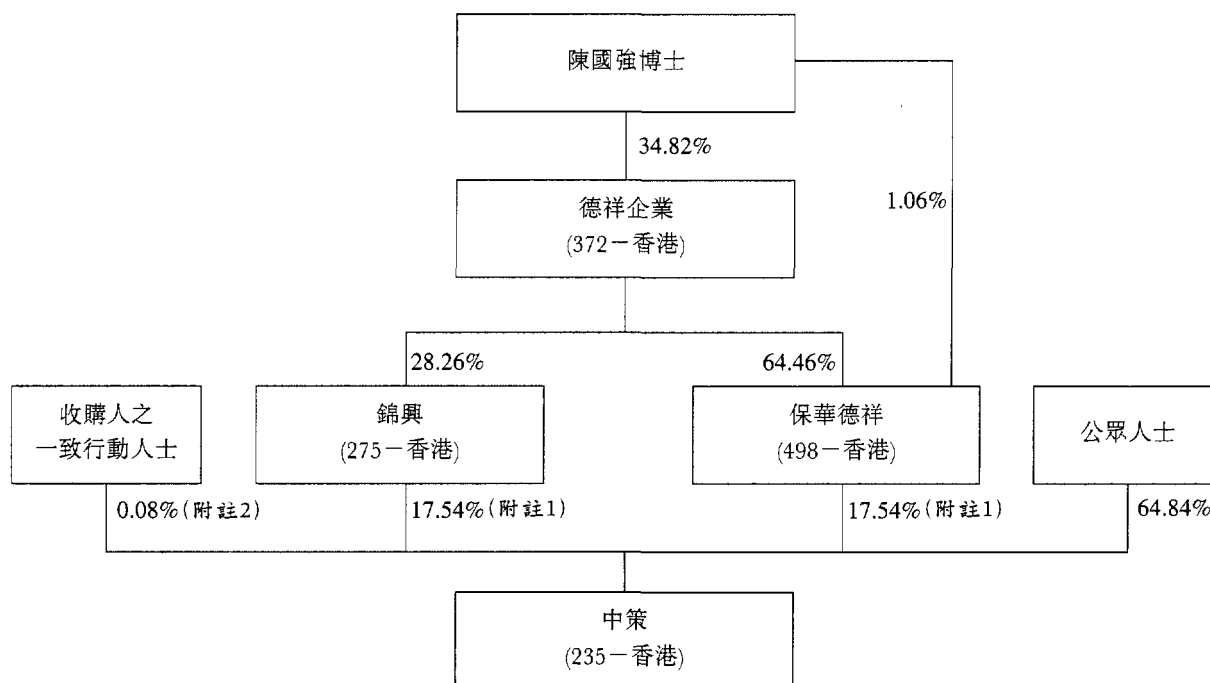 陳國強博士
34.82%
德祥企業
(372－香港)
1.06%
28.26%
64.46%
收購人之
一致行動人士
錦興
(275－香港)
保華德祥
(498－香港)
公眾人士
0.08%(附註2)
17.54%(附註1)
17.54%(附註1)
64.84%
中策
(235－香港)